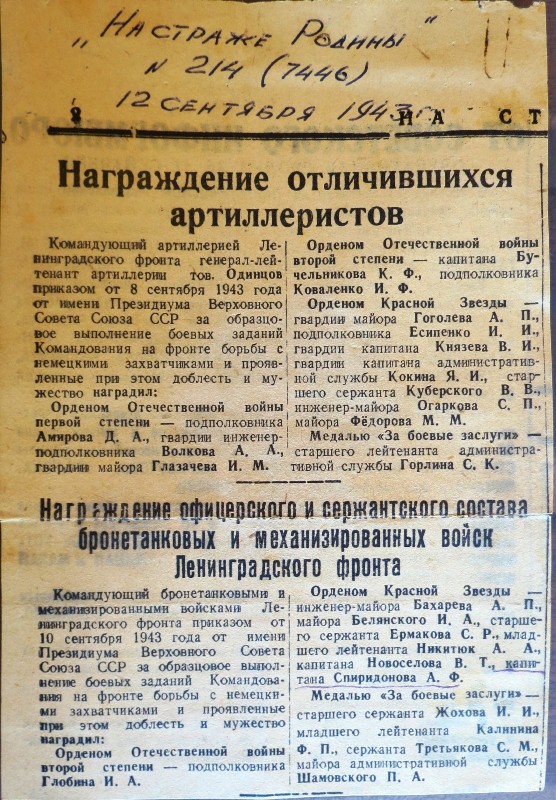 „На страже Родины"
N 214 (7446)
12 сентября 1943
НА СТ
Награждение отличившихся
артиллеристов
Командующий артиллерией Ле-
нинградского фронта генерал-лей-
тенант артиллерии тов. Одинцов
приказом от 8 сентября 1943 года
от имени Президиума Верховного
Совета Союза ССР за образцо-
вое выполнение боевых заданий
Командования на фронте борьбы с
немецкими захватчиками и прояв-
ленные при этом доблесть и му-
жество наградил:
Орденом Отечественной войны
первой степени — подполковника
Амирова Д. А., гвардии инженер-
подполковника Волкова А. А.,
гвардии майора Глазачева И. М.
Орденом Отечественной войны
второй степени — капитана Бу-
чельникова К. Ф., подполковника
Коваленко И. Ф.
Орденом Красной Звезды —
гвардии майора Гоголева А. П.,
подполковника Есипенко И. И.,
гвардии капитана Князева В. И.,
гвардии капитана административ-
ной службы Кокина Я. И., стар-
шего сержанта Куберского В. В.,
инженер-майора Огаркова С. П.,
майора Фёдорова М. М.
Медалью «За боевые заслуги» —
старшего лейтенанта администра-
тивной службы Горлина С. К.
Награждение офицерского и сержантского состава
бронетанковых и механизированных войск
Ленинградского фронта
Командующий бронетанковыми и
механизированными войсками Ле-
нинградского фронта приказом от
10 сентября 1943 года от имени
Президиума Верховного Совета
Союза ССР за образцовое выпол-
нение боевых заданий Командова-
ния на фронте борьбы с немецки-
ми захватчиками и проявленные
при этом доблесть и мужество
наградил:
Орденом Отечественной войны
второй степени — подполковника
Глобина И. А.
Орденом Красной Звезды —
инженер-майора Бахарева А. П.,
майора Белянского И. А., старше-
го сержанта Ермакова С. Р., млад-
шего лейтенанта Никитюк А. А.,
капитана Новоселова В. Т., капи-
тана Спиридонова А. Ф.
Медалью «За боевые заслуги» —
старшего сержанта Жохова И. И.,
младшего лейтенанта Калинина
Ф. П., сержанта Третьякова С. М.,
майора административной службы
Шамовского П. А.